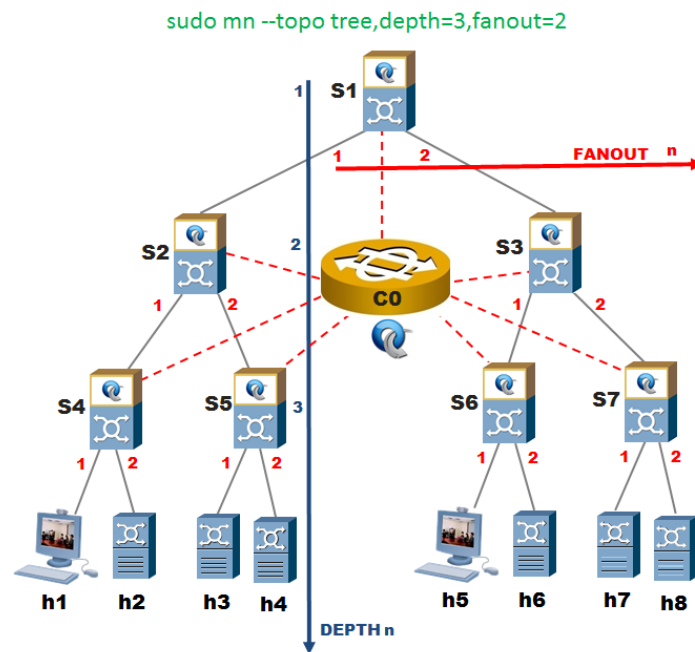 sudo mn --topo tree,depth=3,fanout=2
S1
1
1 2 FANOUT n
S2 2 S3
C0
1 2 1 2
S4 S5 3 S6 S7
1 2 1 2 1 2 1 2
h1 h2 h3 h4 h5 h6 h7 h8
DEPTH n